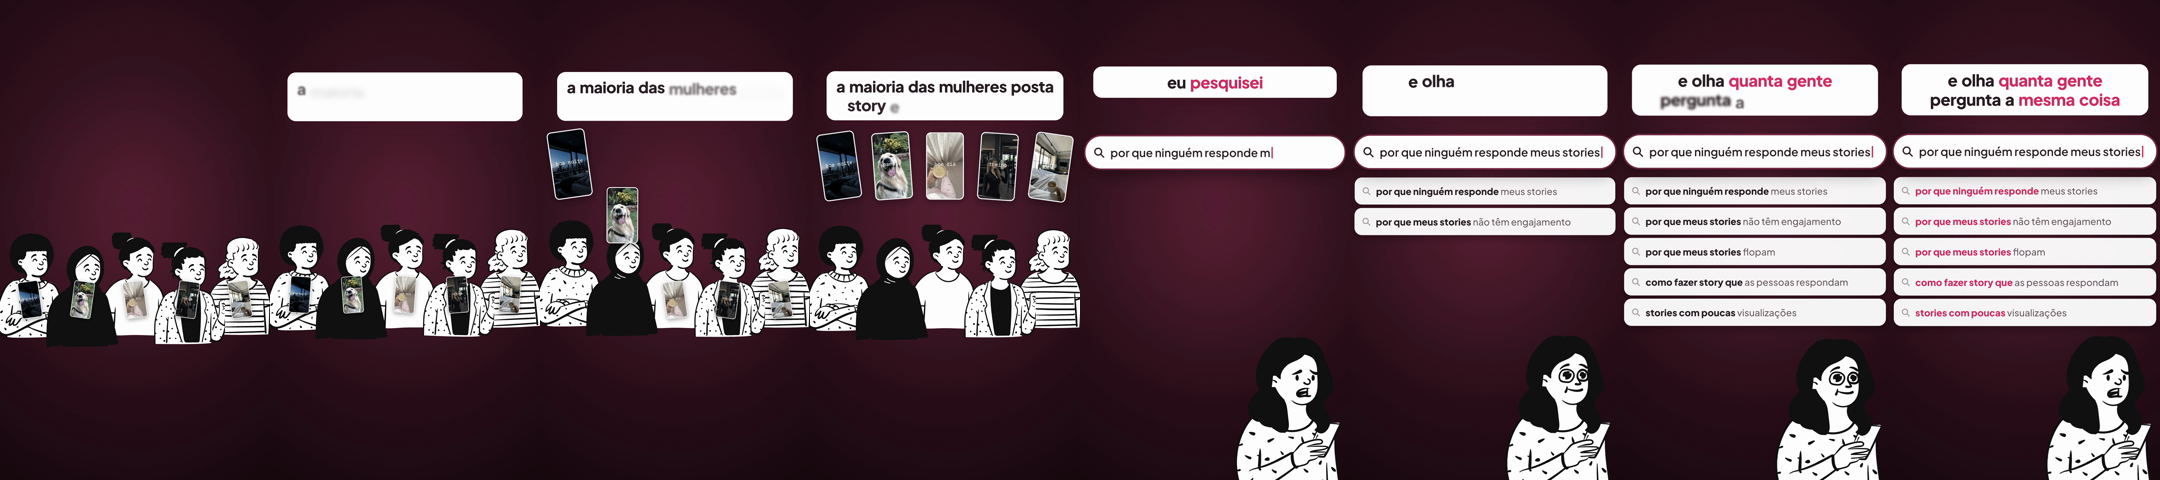 a
a maioria das mulheres
a maioria das mulheres posta
story e
eu pesquisei
por que ninguém responde m
e olha
por que ninguém responde meus stories
por que ninguém responde meus stories
por que meus stories não têm engajamento
e olha quanta gente
pergunta a
por que ninguém responde meus stories
por que ninguém responde meus stories
por que meus stories não têm engajamento
por que meus stories flopam
como fazer story que as pessoas respondam
stories com poucas visualizações
e olha quanta gente
pergunta a mesma coisa
por que ninguém responde meus stories
por que ninguém responde meus stories
por que meus stories não têm engajamento
por que meus stories flopam
como fazer story que as pessoas respondam
stories com poucas visualizações